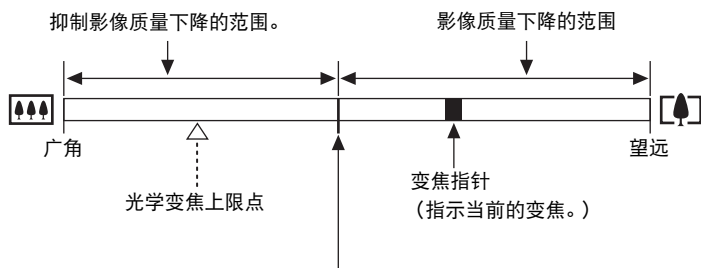 抑制影像质量下降的范围。
影像质量下降的范围
广角
望远
光学变焦上限点
变焦指针
（指示当前的变焦。）